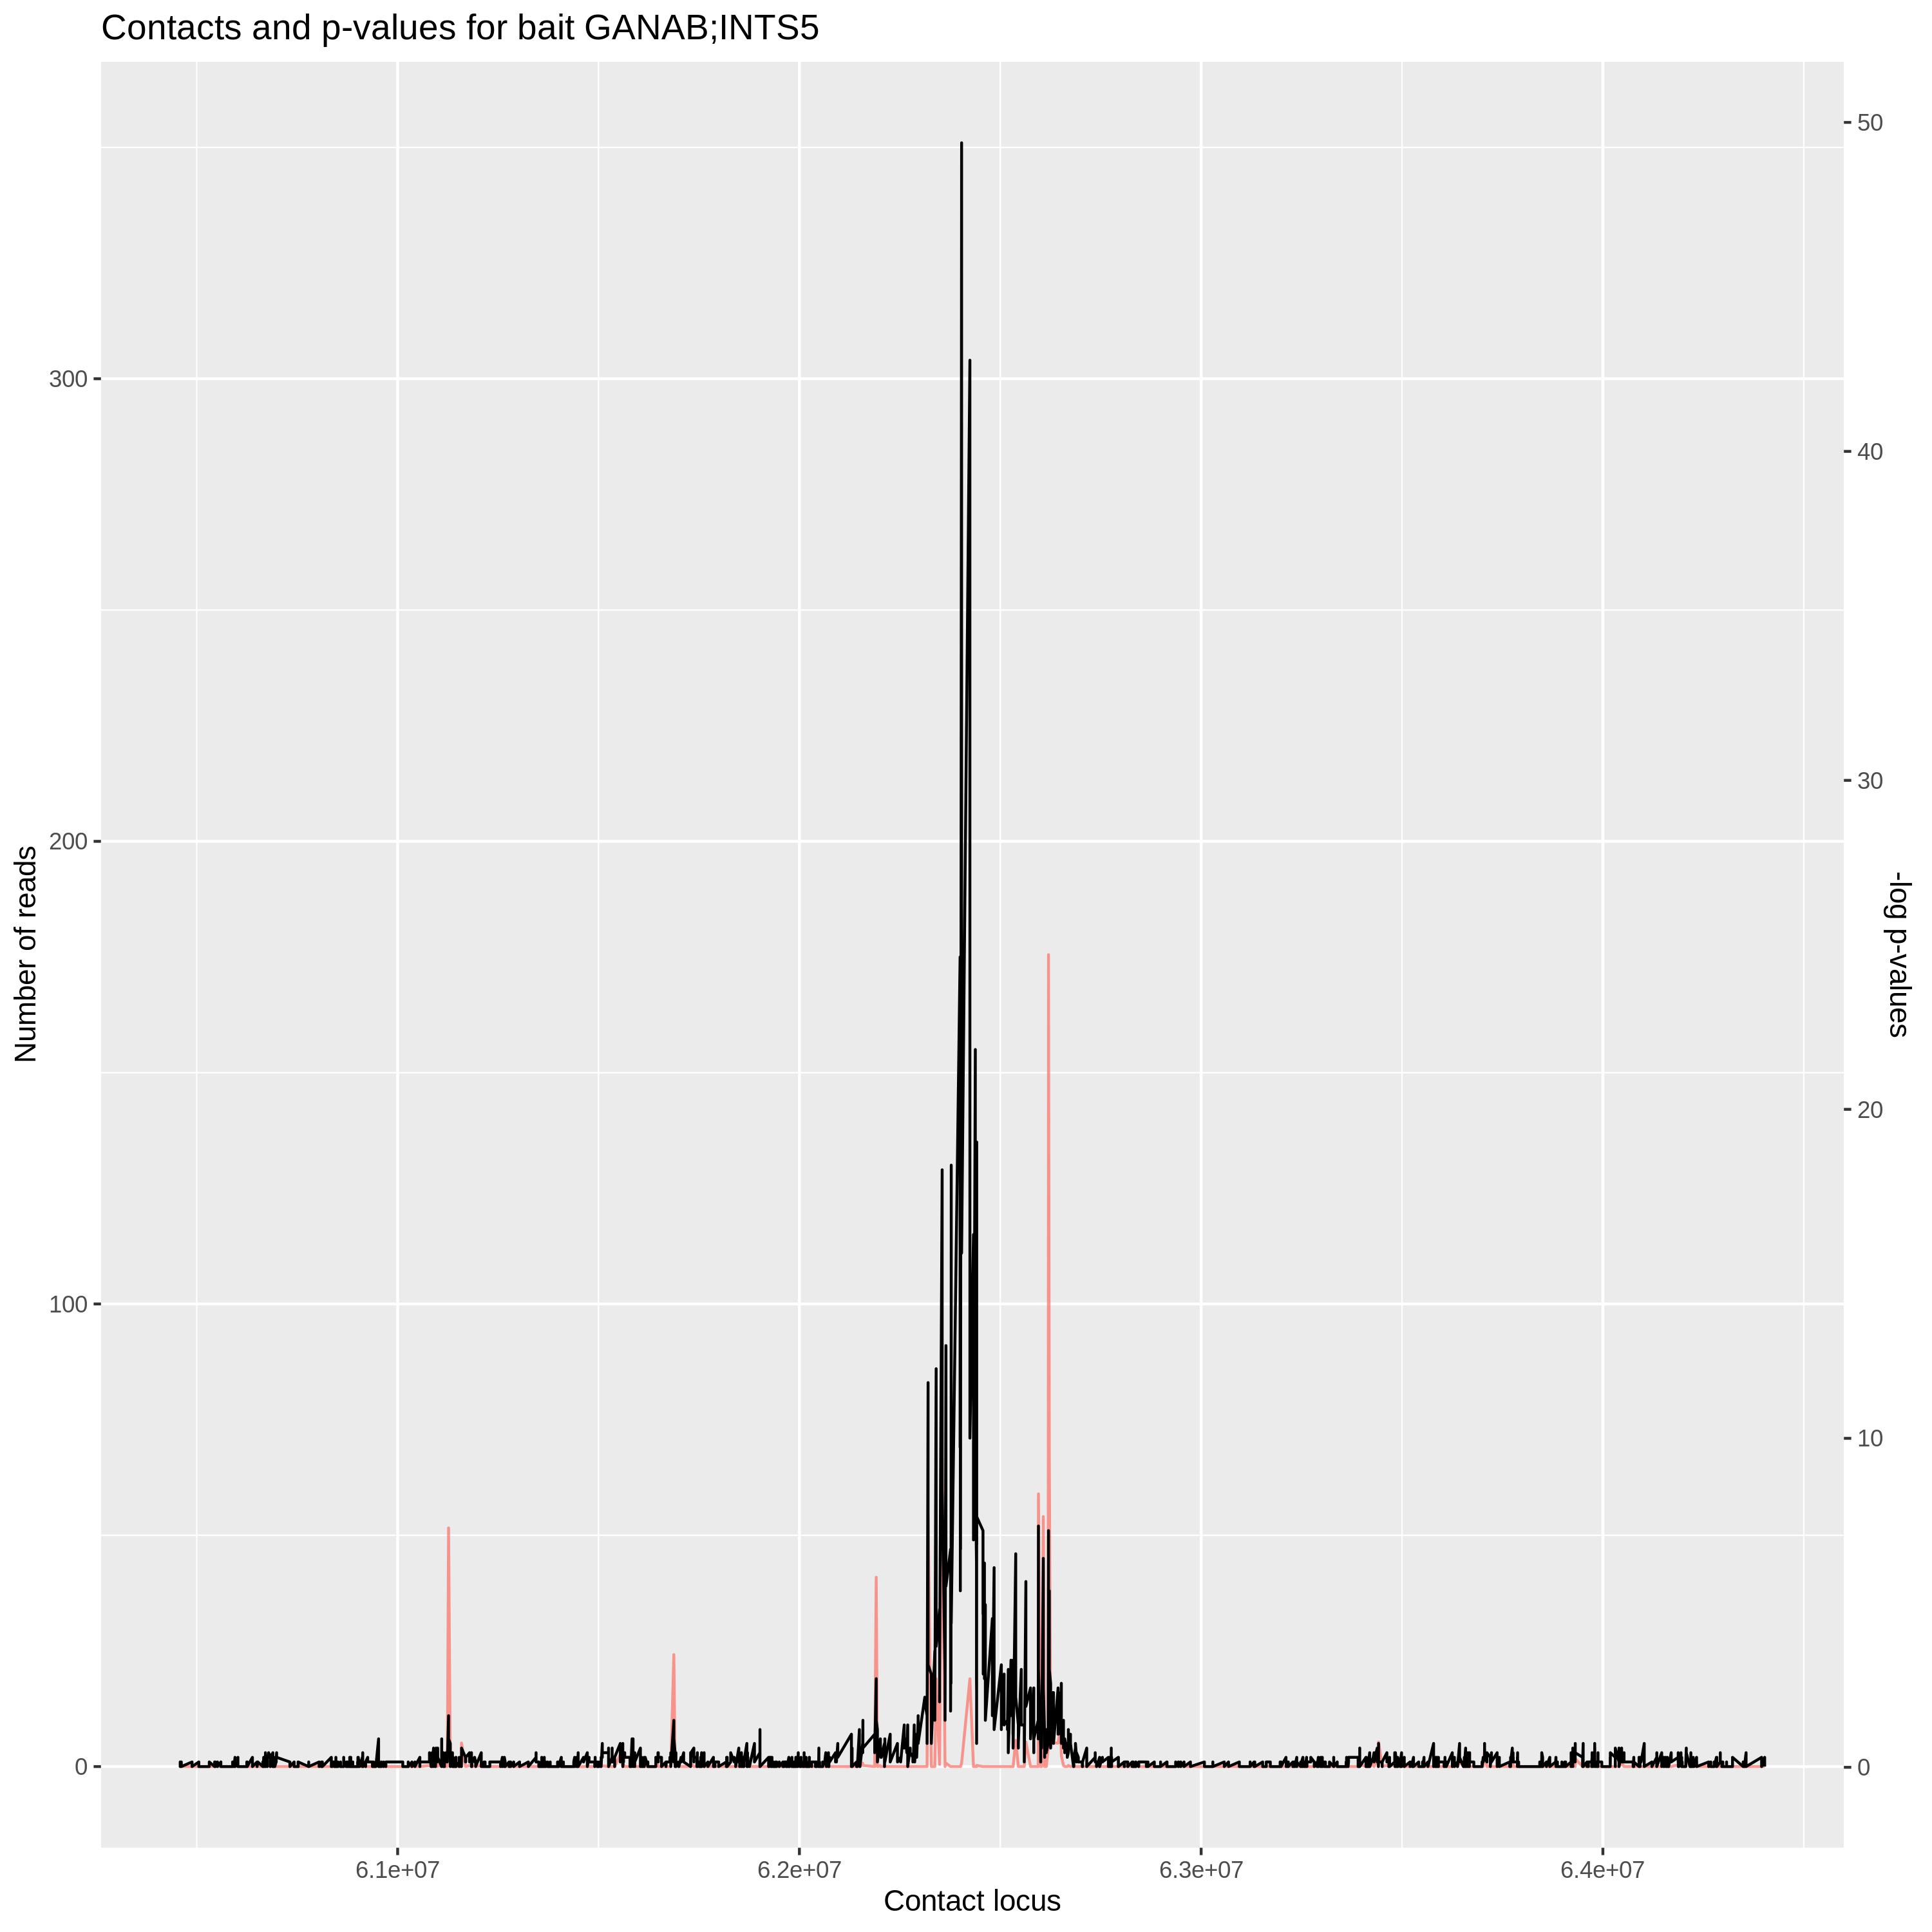 Contacts and p-values for bait GANAB;INTS5
50
40
30
20
10
0
300
200
100
0
Number of reads
-log p-values
6.1e+07
6.2e+07
6.3e+07
6.4e+07
Contact locus